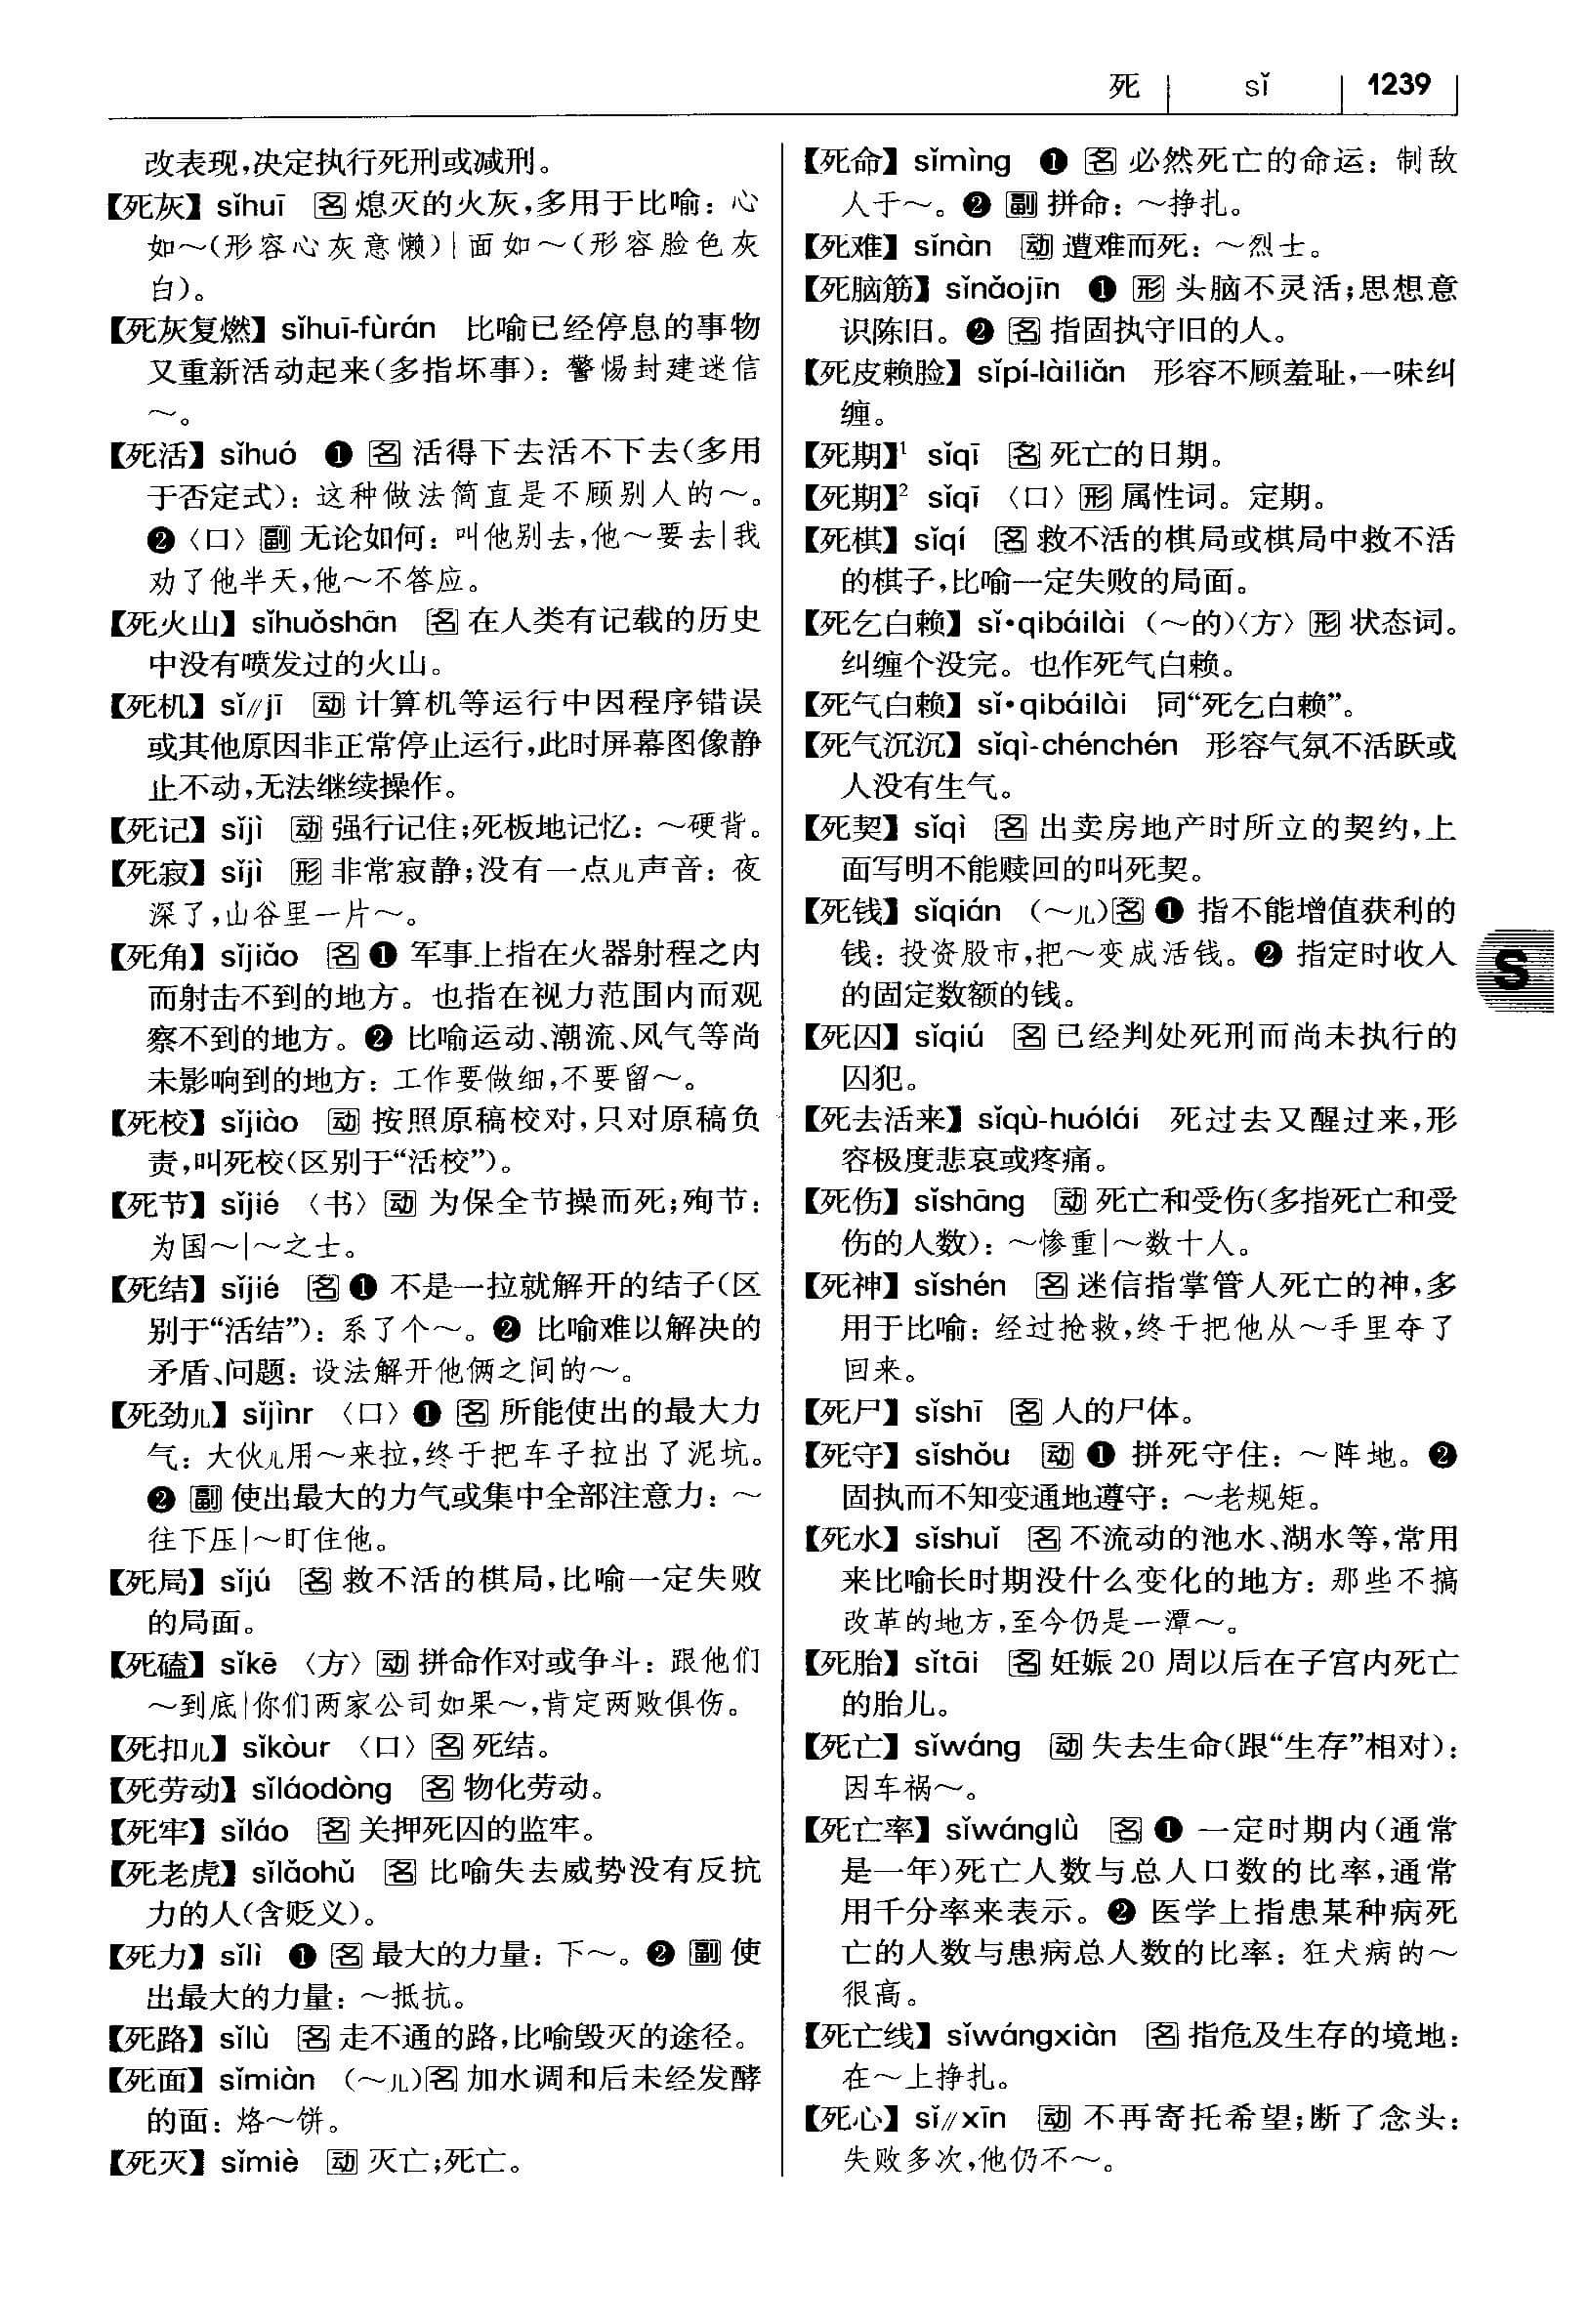 死 sǐ 1239
改表现,决定执行死刑或减刑。
【死灰】 sǐhuī 名 熄灭的火灰,多用于比喻：心
如～(形容心灰意懒)|面如～(形容脸色灰
白)。
【死灰复燃】 sǐhuī-fùrán 比喻已经停息的事物
又重新活动起来(多指坏事)：警惕封建迷信
～。
【死活】 sǐhuó ❶ 名 活得下去活不下去(多用
于否定式)：这种做法简直是不顾别人的～。
❷〈口〉副 无论如何：叫他别去,他～要去|我
劝了他半天,他～不答应。
【死火山】 sǐhuǒshān 名 在人类有记载的历史
中没有喷发过的火山。
【死机】 sǐ//jī 动 计算机等运行中因程序错误
或其他原因非正常停止运行,此时屏幕图像静
止不动,无法继续操作。
【死记】 sǐjì 动 强行记住;死板地记忆：～硬背。
【死寂】 sǐjì 形 非常寂静;没有一点儿声音：夜
深了,山谷里一片～。
【死角】 sǐjiǎo 名 ❶ 军事上指在火器射程之内
而射击不到的地方。也指在视力范围内而观
察不到的地方。❷ 比喻运动、潮流、风气等尚
未影响到的地方：工作要做细,不要留～。
【死校】 sǐjiào 动 按照原稿校对,只对原稿负
责,叫死校(区别于“活校”)。
【死节】 sǐjié 〈书〉动 为保全节操而死;殉节：
为国～|～之士。
【死结】 sǐjié 名 ❶ 不是一拉就解开的结子(区
别于“活结”)：系了个～。❷ 比喻难以解决的
矛盾、问题：设法解开他俩之间的～。
【死劲儿】 sǐjìnr 〈口〉❶ 名 所能使出的最大力
气：大伙儿用～来拉,终于把车子拉出了泥坑。
❷ 副 使出最大的力气或集中全部注意力：～
往下压|～盯住他。
【死局】 sǐjú 名 救不活的棋局,比喻一定失败
的局面。
【死磕】 sǐkē 〈方〉动 拼命作对或争斗：跟他们
～到底|你们两家公司如果～,肯定两败俱伤。
【死扣儿】 sǐkòur 〈口〉名 死结。
【死劳动】 sǐláodòng 名 物化劳动。
【死牢】 sǐláo 名 关押死囚的监牢。
【死老虎】 sǐlǎohǔ 名 比喻失去威势没有反抗
力的人(含贬义)。
【死力】 sǐlì ❶ 名 最大的力量：下～。❷ 副 使
出最大的力量：～抵抗。
【死路】 sǐlù 名 走不通的路,比喻毁灭的途径。
【死面】 sǐmiàn (～儿)名 加水调和后未经发酵
的面：烙～饼。
【死灭】 sǐmiè 动 灭亡;死亡。
【死命】 sǐmìng ❶ 名 必然死亡的命运：制敌
人于～。❷ 副 拼命：～挣扎。
【死难】 sǐnàn 动 遭难而死：～烈士。
【死脑筋】 sǐnǎojīn ❶ 形 头脑不灵活;思想意
识陈旧。❷ 名 指固执守旧的人。
【死皮赖脸】 sǐpí-làiliǎn 形容不顾羞耻,一味纠
缠。
【死期】¹ sǐqī 名 死亡的日期。
【死期】² sǐqī 〈口〉形 属性词。定期。
【死棋】 sǐqí 名 救不活的棋局或棋局中救不活
的棋子,比喻一定失败的局面。
【死乞白赖】 sǐ•qibáilài (～的)〈方〉形 状态词。
纠缠个没完。也作死气白赖。
【死气白赖】 sǐ•qibáilài 同“死乞白赖”。
【死气沉沉】 sǐqì-chénchén 形容气氛不活跃或
人没有生气。
【死契】 sǐqì 名 出卖房地产时所立的契约,上
面写明不能赎回的叫死契。
【死钱】 sǐqián (～儿)名 ❶ 指不能增值获利的
钱：投资股市,把～变成活钱。❷ 指定时收入
的固定数额的钱。
【死囚】 sǐqiú 名 已经判处死刑而尚未执行的
囚犯。
【死去活来】 sǐqù-huólái 死过去又醒过来,形
容极度悲哀或疼痛。
【死伤】 sǐshāng 动 死亡和受伤(多指死亡和受
伤的人数)：～惨重|～数十人。
【死神】 sǐshén 名 迷信指掌管人死亡的神,多
用于比喻：经过抢救,终于把他从～手里夺了
回来。
【死尸】 sǐshī 名 人的尸体。
【死守】 sǐshǒu 动 ❶ 拼死守住：～阵地。❷
固执而不知变通地遵守：～老规矩。
【死水】 sǐshuǐ 名 不流动的池水、湖水等,常用
来比喻长时期没什么变化的地方：那些不搞
改革的地方,至今仍是一潭～。
【死胎】 sǐtāi 名 妊娠 20 周以后在子宫内死亡
的胎儿。
【死亡】 sǐwáng 动 失去生命(跟“生存”相对)：
因车祸～。
【死亡率】 sǐwánglǜ 名 ❶ 一定时期内(通常
是一年)死亡人数与总人口数的比率,通常
用千分率来表示。❷ 医学上指患某种病死
亡的人数与患病总人数的比率：狂犬病的～
很高。
【死亡线】 sǐwángxiàn 名 指危及生存的境地：
在～上挣扎。
【死心】 sǐ//xīn 动 不再寄托希望;断了念头：
失败多次,他仍不～。
S